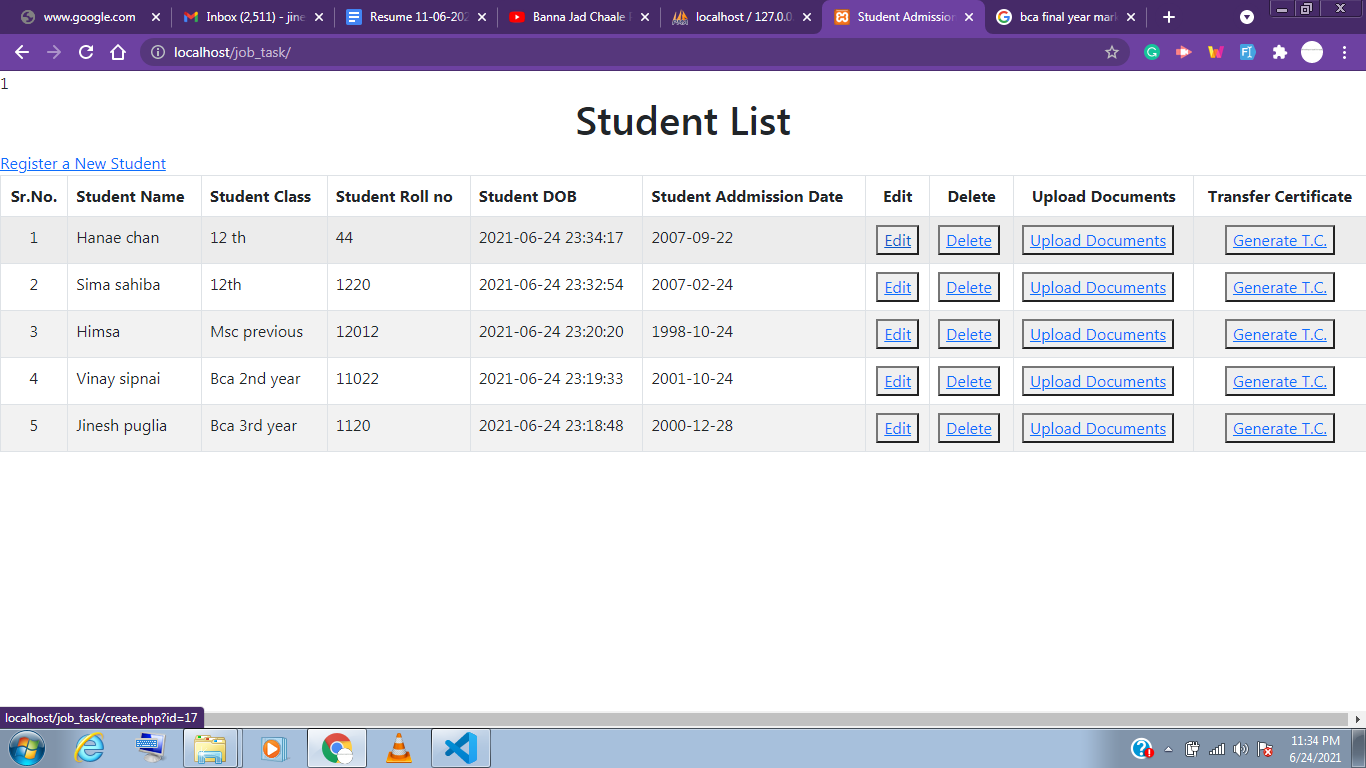 www.google.com
Inbox (2,511) - jine
Resume 11-06-202
Banna Jad Chaale
localhost / 127.0.0
Student Admission
bca final year mar
localhost/job_task/
1
Student List
Register a New Student
Sr.No. Student Name Student Class Student Roll no Student DOB Student Addmission Date Edit Delete Upload Documents Transfer Certificate
1 Hanae chan 12 th 44 2021-06-24 23:34:17 2007-09-22 Edit Delete Upload Documents Generate T.C.
2 Sima sahiba 12th 1220 2021-06-24 23:32:54 2007-02-24 Edit Delete Upload Documents Generate T.C.
3 Himsa Msc previous 12012 2021-06-24 23:20:20 1998-10-24 Edit Delete Upload Documents Generate T.C.
4 Vinay sipnai Bca 2nd year 11022 2021-06-24 23:19:33 2001-10-24 Edit Delete Upload Documents Generate T.C.
5 Jinesh puglia Bca 3rd year 1120 2021-06-24 23:18:48 2000-12-28 Edit Delete Upload Documents Generate T.C.
localhost/job_task/create.php?id=17
11:34 PM
6/24/2021